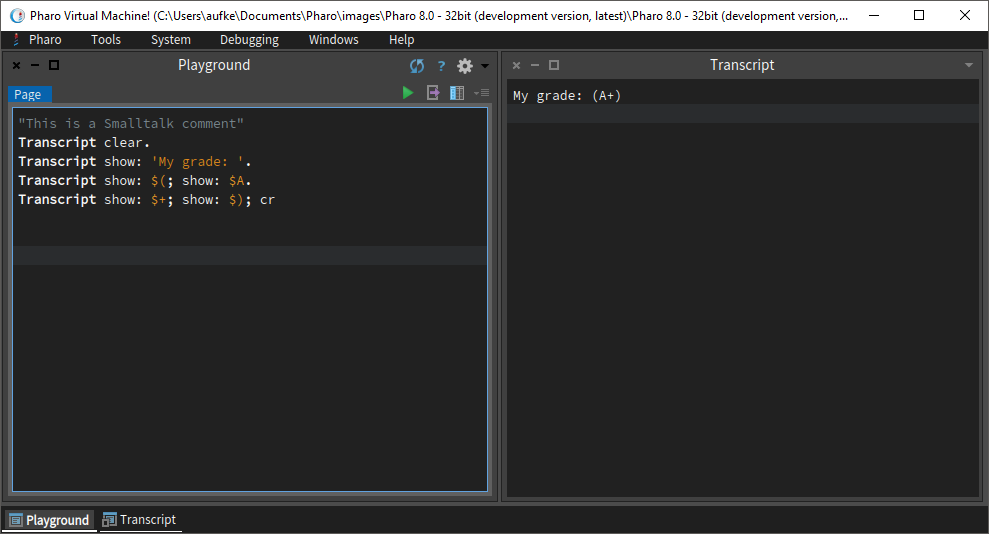 Pharo Virtual Machine! (C:\Users\aufke\Documents\Pharo\images\Pharo 8.0 - 32bit (development version, latest)\Pharo 8.0 - 32bit (development version,...
Pharo Tools System Debugging Windows Help
Playground
Page
"This is a Smalltalk comment"
Transcript clear.
Transcript show: 'My grade: '.
Transcript show: $(; show: $A.
Transcript show: $+; show: $); cr
Transcript
My grade: (A+)
Playground Transcript